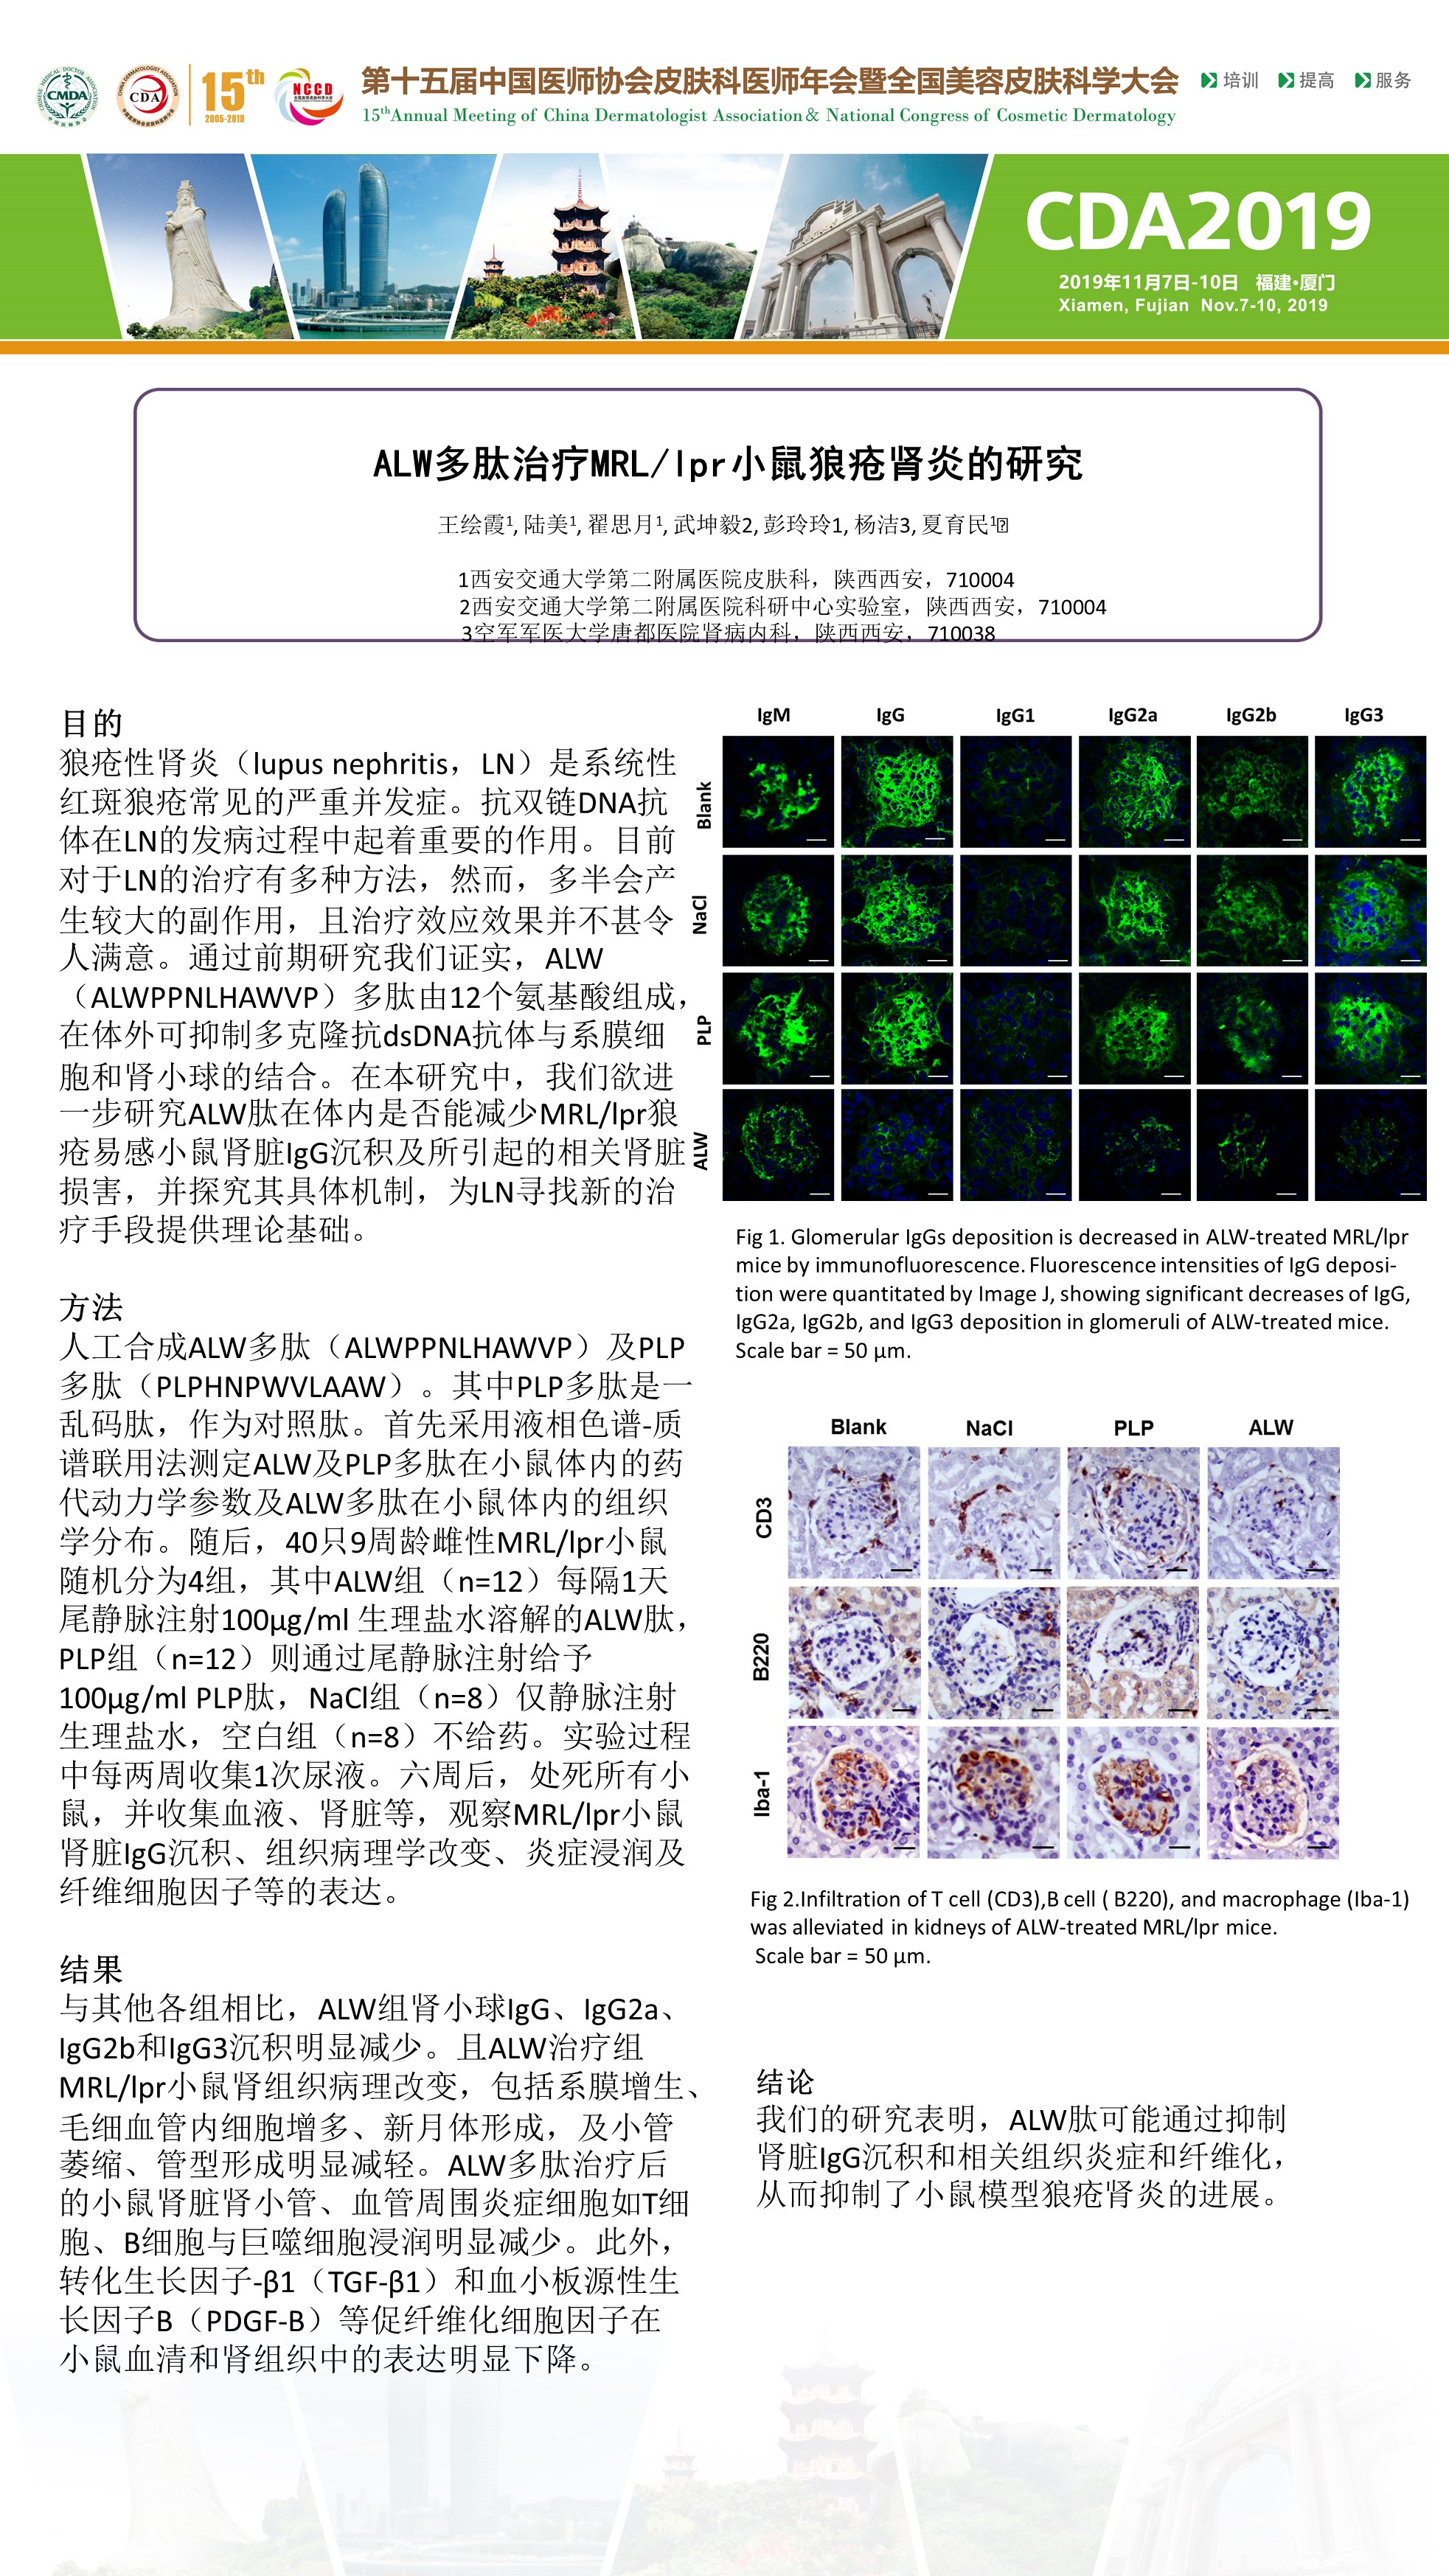 CMDA
CDA
15th
2005-2019
NCCD
第十五届中国医师协会皮肤科医师年会暨全国美容皮肤科学大会
15thAnnual Meeting of China Dermatologist Association& National Congress of Cosmetic Dermatology
培训 提高 服务
CDA2019
2019年11月7日-10日 福建•厦门
Xiamen, Fujian Nov.7-10, 2019
ALW多肽治疗MRL/lpr小鼠狼疮肾炎的研究
王绘霞1, 陆美1, 翟思月1, 武坤毅2, 彭玲玲1, 杨洁3, 夏育民1
1西安交通大学第二附属医院皮肤科，陕西西安，710004
2西安交通大学第二附属医院科研中心实验室，陕西西安，710004
3空军军医大学唐都医院肾病内科，陕西西安，710038
目的
狼疮性肾炎（lupus nephritis，LN）是系统性
红斑狼疮常见的严重并发症。抗双链DNA抗
体在LN的发病过程中起着重要的作用。目前
对于LN的治疗有多种方法，然而，多半会产
生较大的副作用，且治疗效应效果并不甚令
人满意。通过前期研究我们证实，ALW
（ALWPPNLHAWVP）多肽由12个氨基酸组成，
在体外可抑制多克隆抗dsDNA抗体与系膜细
胞和肾小球的结合。在本研究中，我们欲进
一步研究ALW肽在体内是否能减少MRL/lpr狼
疮易感小鼠肾脏IgG沉积及所引起的相关肾脏
损害，并探究其具体机制，为LN寻找新的治
疗手段提供理论基础。
方法
人工合成ALW多肽（ALWPPNLHAWVP）及PLP
多肽（PLPHNPWVLAAW）。其中PLP多肽是一
乱码肽，作为对照肽。首先采用液相色谱-质
谱联用法测定ALW及PLP多肽在小鼠体内的药
代动力学参数及ALW多肽在小鼠体内的组织
学分布。随后，40只9周龄雌性MRL/lpr小鼠
随机分为4组，其中ALW组（n=12）每隔1天
尾静脉注射100μg/ml 生理盐水溶解的ALW肽，
PLP组（n=12）则通过尾静脉注射给予
100μg/ml PLP肽，NaCl组（n=8）仅静脉注射
生理盐水，空白组（n=8）不给药。实验过程
中每两周收集1次尿液。六周后，处死所有小
鼠，并收集血液、肾脏等，观察MRL/lpr小鼠
肾脏IgG沉积、组织病理学改变、炎症浸润及
纤维细胞因子等的表达。
结果
与其他各组相比，ALW组肾小球IgG、IgG2a、
IgG2b和IgG3沉积明显减少。且ALW治疗组
MRL/lpr小鼠肾组织病理改变，包括系膜增生、
毛细血管内细胞增多、新月体形成，及小管
萎缩、管型形成明显减轻。ALW多肽治疗后
的小鼠肾脏肾小管、血管周围炎症细胞如T细
胞、B细胞与巨噬细胞浸润明显减少。此外，
转化生长因子-β1（TGF-β1）和血小板源性生
长因子B（PDGF-B）等促纤维化细胞因子在
小鼠血清和肾组织中的表达明显下降。
IgM IgG IgG1 IgG2a IgG2b IgG3
Blank
NaCl
PLP
ALW
Fig 1. Glomerular IgGs deposition is decreased in ALW-treated MRL/lpr
mice by immunofluorescence. Fluorescence intensities of IgG deposi-
tion were quantitated by Image J, showing significant decreases of IgG,
IgG2a, IgG2b, and IgG3 deposition in glomeruli of ALW-treated mice.
Scale bar = 50 μm.
Blank NaCl PLP ALW
CD3
B220
Iba-1
Fig 2.Infiltration of T cell (CD3),B cell ( B220), and macrophage (Iba-1)
was alleviated in kidneys of ALW-treated MRL/lpr mice.
Scale bar = 50 μm.
结论
我们的研究表明，ALW肽可能通过抑制
肾脏IgG沉积和相关组织炎症和纤维化，
从而抑制了小鼠模型狼疮肾炎的进展。